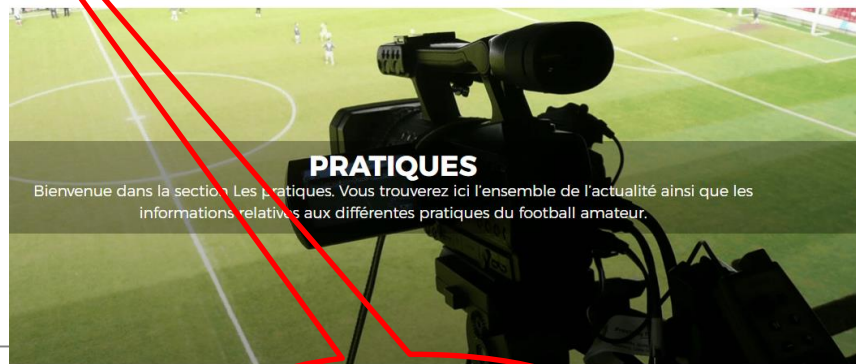 PRATIQUES
Bienvenue dans la section Les pratiques. Vous trouverez ici l’ensemble de l’actualité ainsi que les
informations relatives aux différentes pratiques du football amateur.